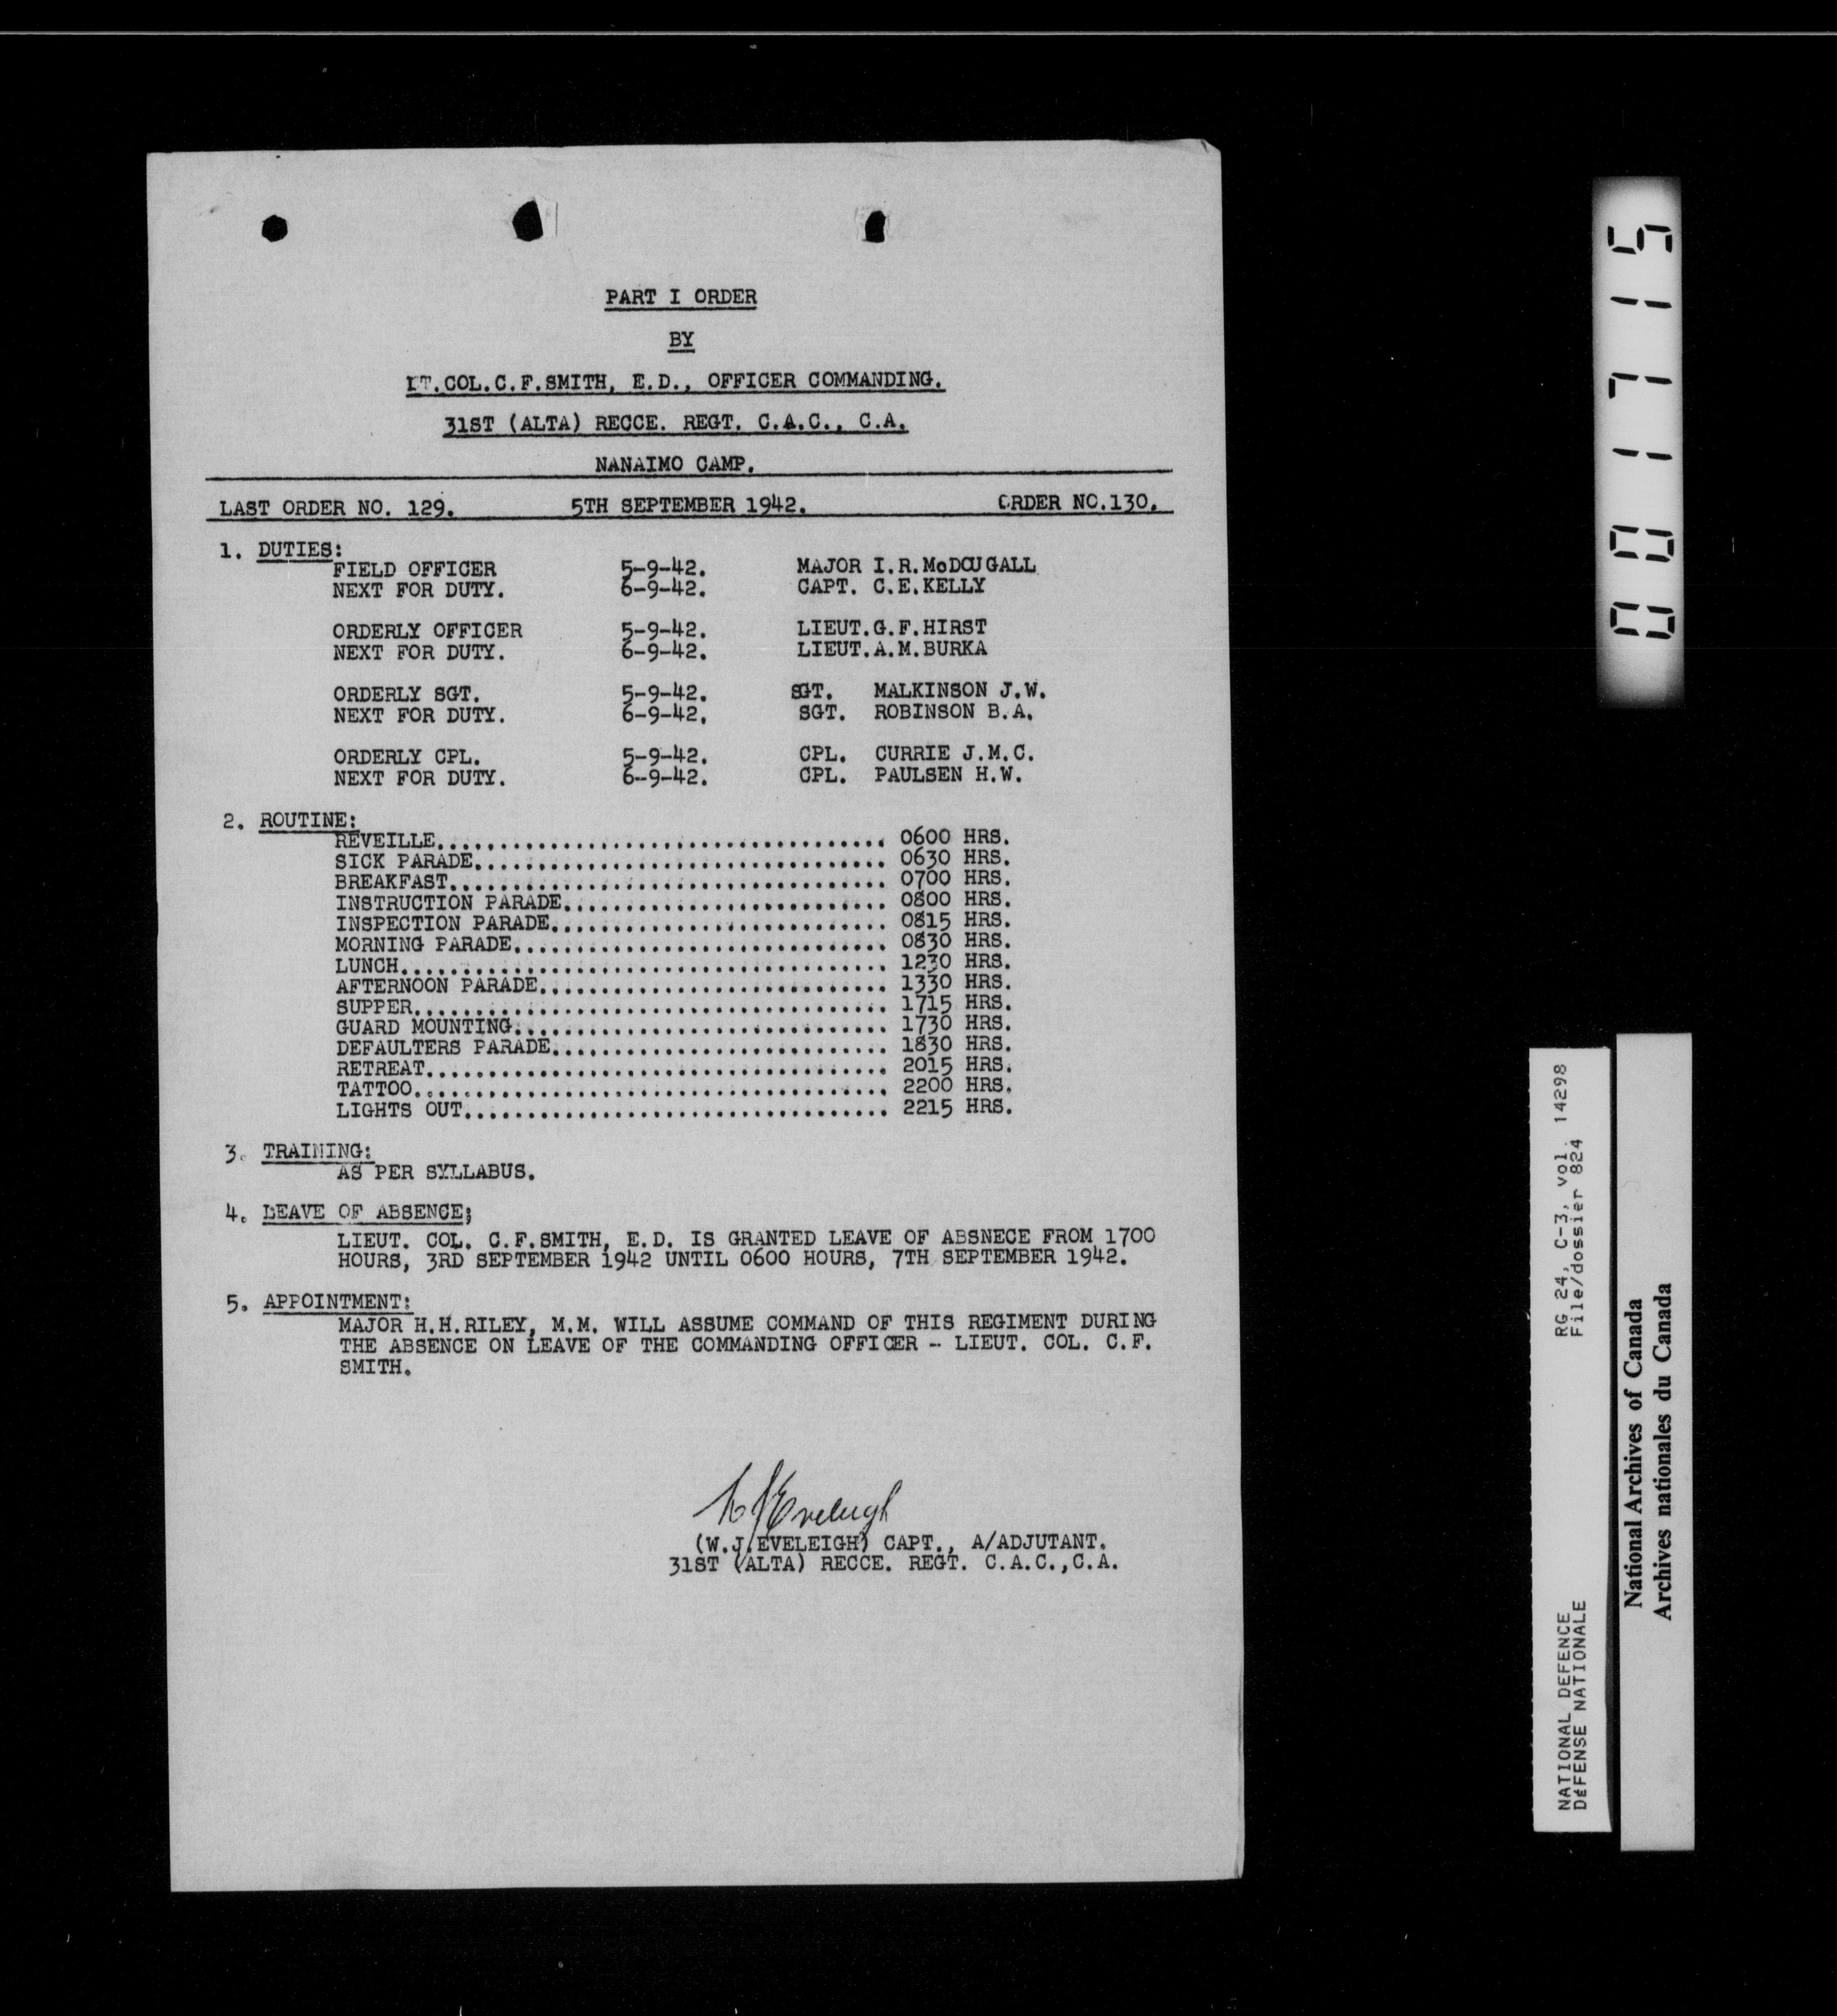 PART I ORDER
BY
LT.COL.C.F.SMITH, E.D., OFFICER COMMANDING.
31ST (ALTA) RECCE. REGT. C.A.C., C.A.
NANAIMO CAMP.
LAST ORDER NO. 129. 5TH SEPTEMBER 1942. ORDER NO.130.
1. DUTIES:
FIELD OFFICER 5-9-42. MAJOR I.R.McDOUGALL
NEXT FOR DUTY. 6-9-42. CAPT. C.E.KELLY
ORDERLY OFFICER 5-9-42. LIEUT.G.F.HIRST
NEXT FOR DUTY. 6-9-42. LIEUT.A.M.BURKA
ORDERLY SGT. 5-9-42. SGT. MALKINSON J.W.
NEXT FOR DUTY. 6-9-42. SGT. ROBINSON B.A.
ORDERLY CPL. 5-9-42. CPL. CURRIE J.M.C.
NEXT FOR DUTY. 6-9-42. CPL. PAULSEN H.W.
2. ROUTINE:
REVEILLE.................................... 0600 HRS.
SICK PARADE................................. 0630 HRS.
BREAKFAST................................... 0700 HRS.
INSTRUCTION PARADE.......................... 0800 HRS.
INSPECTION PARADE........................... 0815 HRS.
MORNING PARADE.............................. 0830 HRS.
LUNCH....................................... 1230 HRS.
AFTERNOON PARADE............................ 1330 HRS.
SUPPER...................................... 1715 HRS.
GUARD MOUNTING.............................. 1730 HRS.
DEFAULTERS PARADE........................... 1830 HRS.
RETREAT..................................... 2015 HRS.
TATTOO...................................... 2200 HRS.
LIGHTS OUT.................................. 2215 HRS.
3. TRAINING:
AS PER SYLLABUS.
4. LEAVE OF ABSENCE;
LIEUT. COL. C.F.SMITH, E.D. IS GRANTED LEAVE OF ABSNECE FROM 1700
HOURS, 3RD SEPTEMBER 1942 UNTIL 0600 HOURS, 7TH SEPTEMBER 1942.
5. APPOINTMENT:
MAJOR H.H.RILEY, M.M. WILL ASSUME COMMAND OF THIS REGIMENT DURING
THE ABSENCE ON LEAVE OF THE COMMANDING OFFICER - LIEUT. COL. C.F.
SMITH.
WJEveleigh
(W.J.EVELEIGH) CAPT., A/ADJUTANT.
31ST (ALTA) RECCE. REGT. C.A.C.,C.A.
001715
NATIONAL DEFENCE RG 24, C-3, vol. 14298
DéFENSE NATIONALE File/dossier 824
National Archives of Canada
Archives nationales du Canada